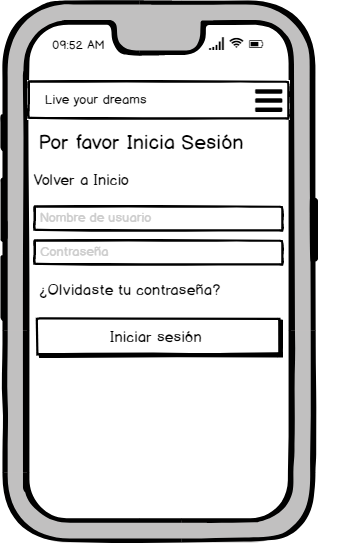 09:52 AM
Live your dreams
Por favor Inicia Sesión
Volver a Inicio
Nombre de usuario
Contraseña
¿Olvidaste tu contraseña?
Iniciar sesión